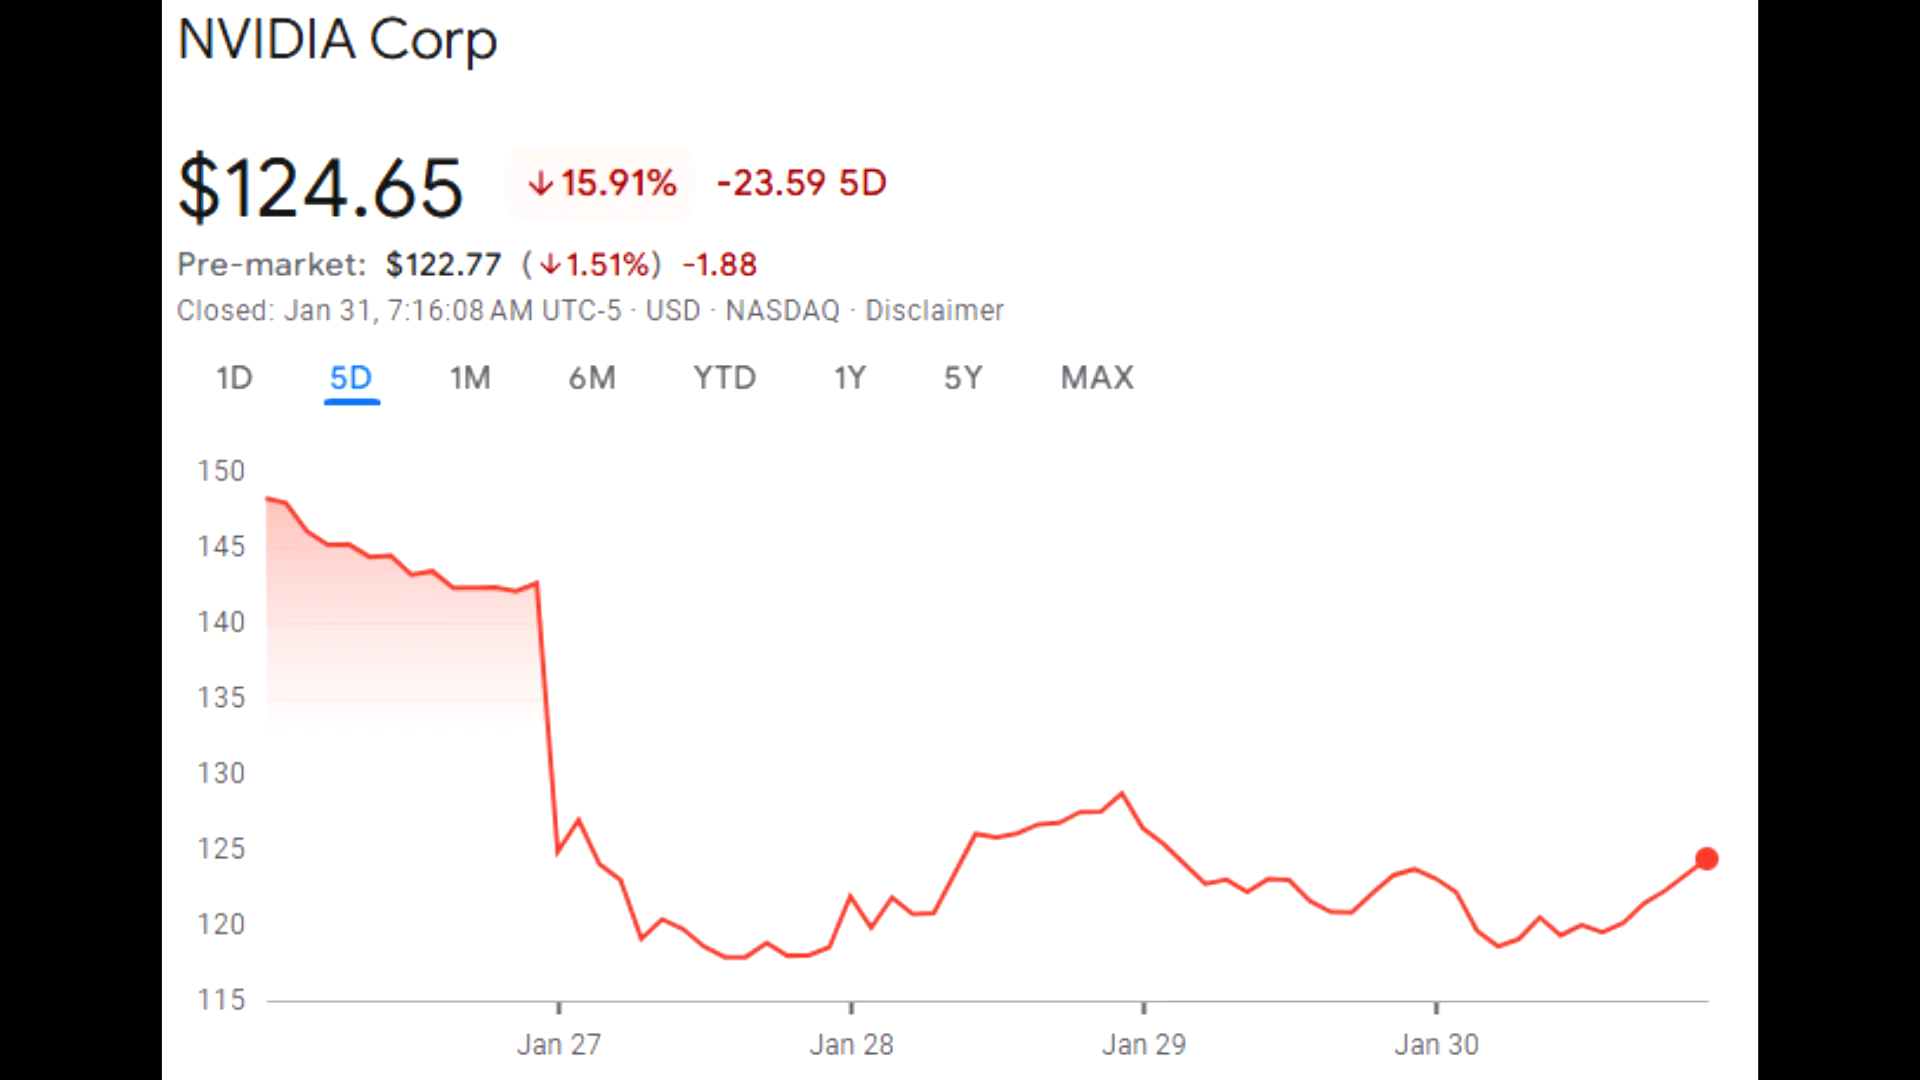 NVIDIA Corp
$124.65 ↓15.91% -23.59 5D
Pre-market: $122.77 (↓1.51%) -1.88
Closed: Jan 31, 7:16:08 AM UTC-5 · USD · NASDAQ · Disclaimer
1D 5D 1M 6M YTD 1Y 5Y MAX
150
145
140
135
130
125
120
115
Jan 27 Jan 28 Jan 29 Jan 30